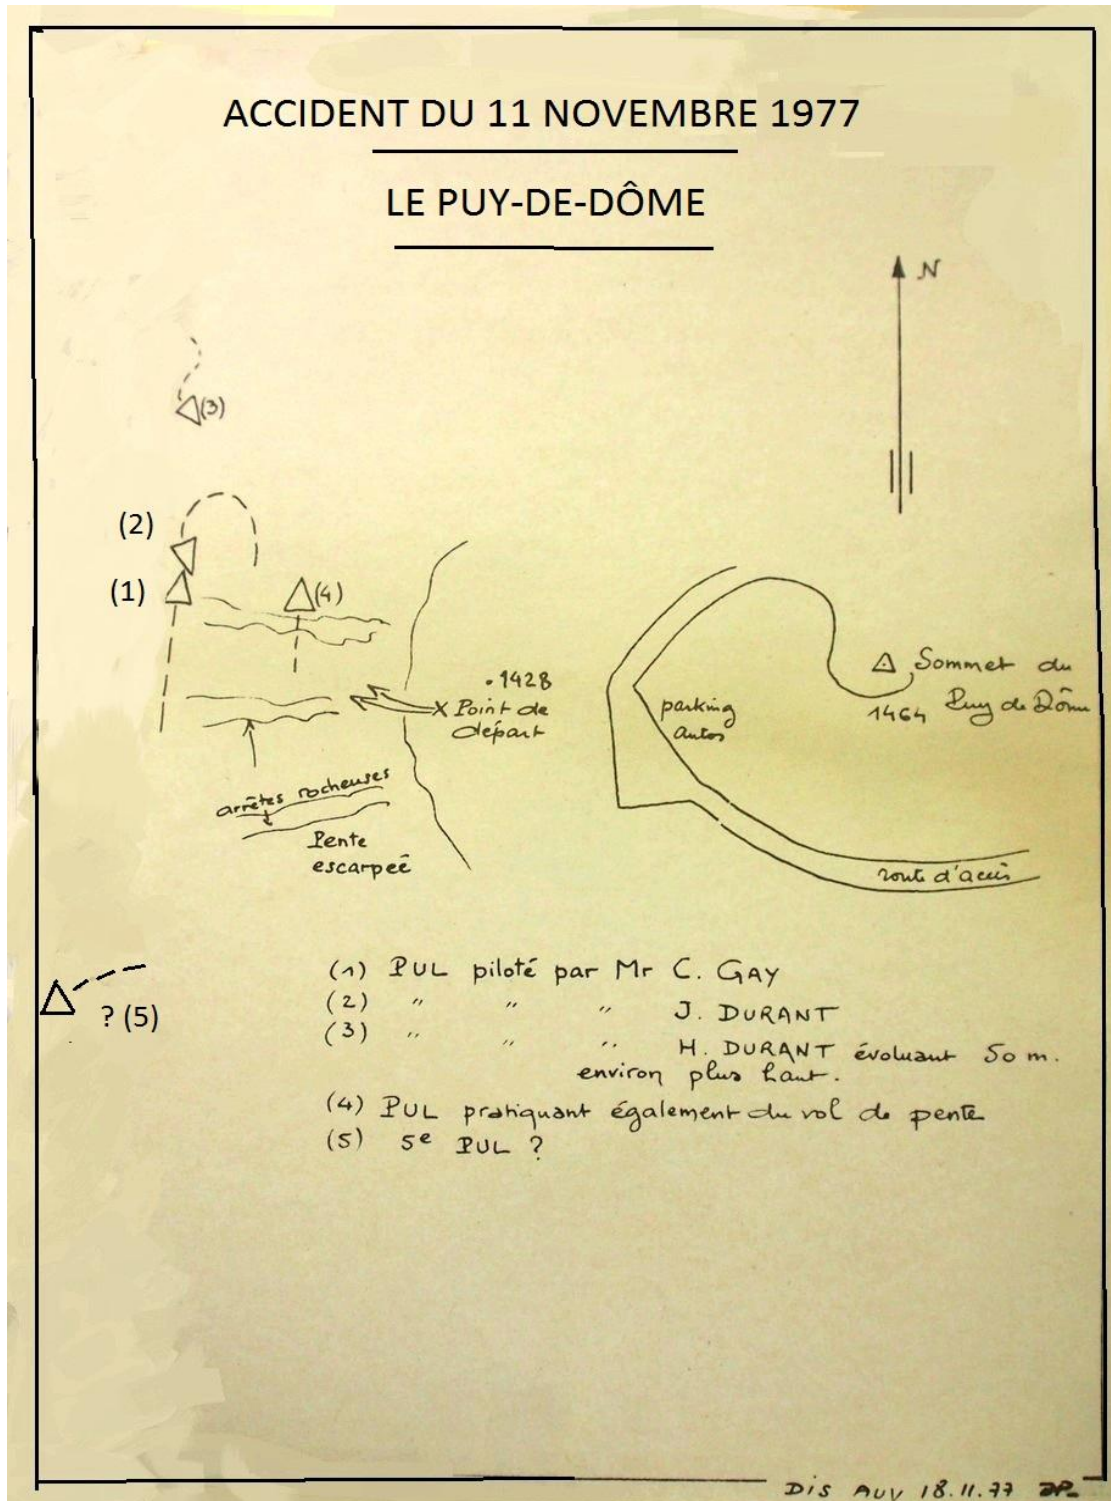 ACCIDENT DU 11 NOVEMBRE 1977
LE PUY-DE-DÔME
N
(3)
(2)
(1)
(4)
.1428
X Point de
départ
parking
autos
Sommet du
1464 Puy de Dôme
arrêtes rocheuses
Pente
escarpeé
route d'accès
? (5)
(1) PUL piloté par Mr C. GAY
(2) " " " J. DURANT
(3) " " " H. DURANT évoluant 50 m.
environ plus haut.
(4) PUL pratiquant également du vol de pente
(5) 5e PUL ?
DIS AUV 18.11.77